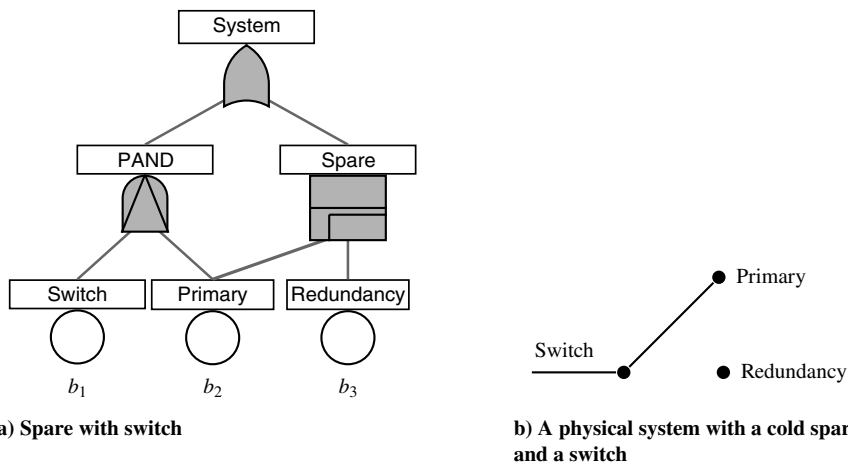 System
PAND
Spare
Switch
Primary
Redundancy
b1
b2
b3
a) Spare with switch
Switch
Primary
Redundancy
b) A physical system with a cold spar
and a switch